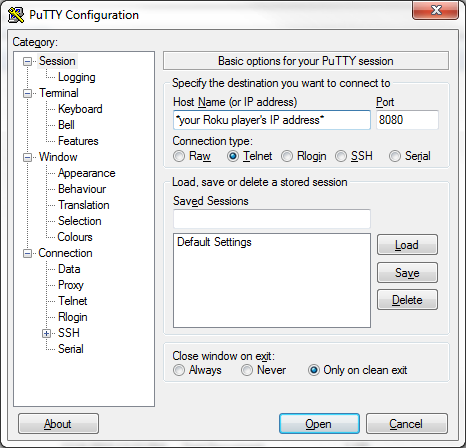 PuTTY Configuration
Category:
Session
Logging
Terminal
Keyboard
Bell
Features
Window
Appearance
Behaviour
Translation
Selection
Colours
Connection
Data
Proxy
Telnet
Rlogin
SSH
Serial
Basic options for your PuTTY session
Specify the destination you want to connect to
Host Name (or IP address) Port
*your Roku player's IP address* 8080
Connection type:
Raw Telnet Rlogin SSH Serial
Load, save or delete a stored session
Saved Sessions
Default Settings
Load
Save
Delete
Close window on exit:
Always Never Only on clean exit
About Open Cancel